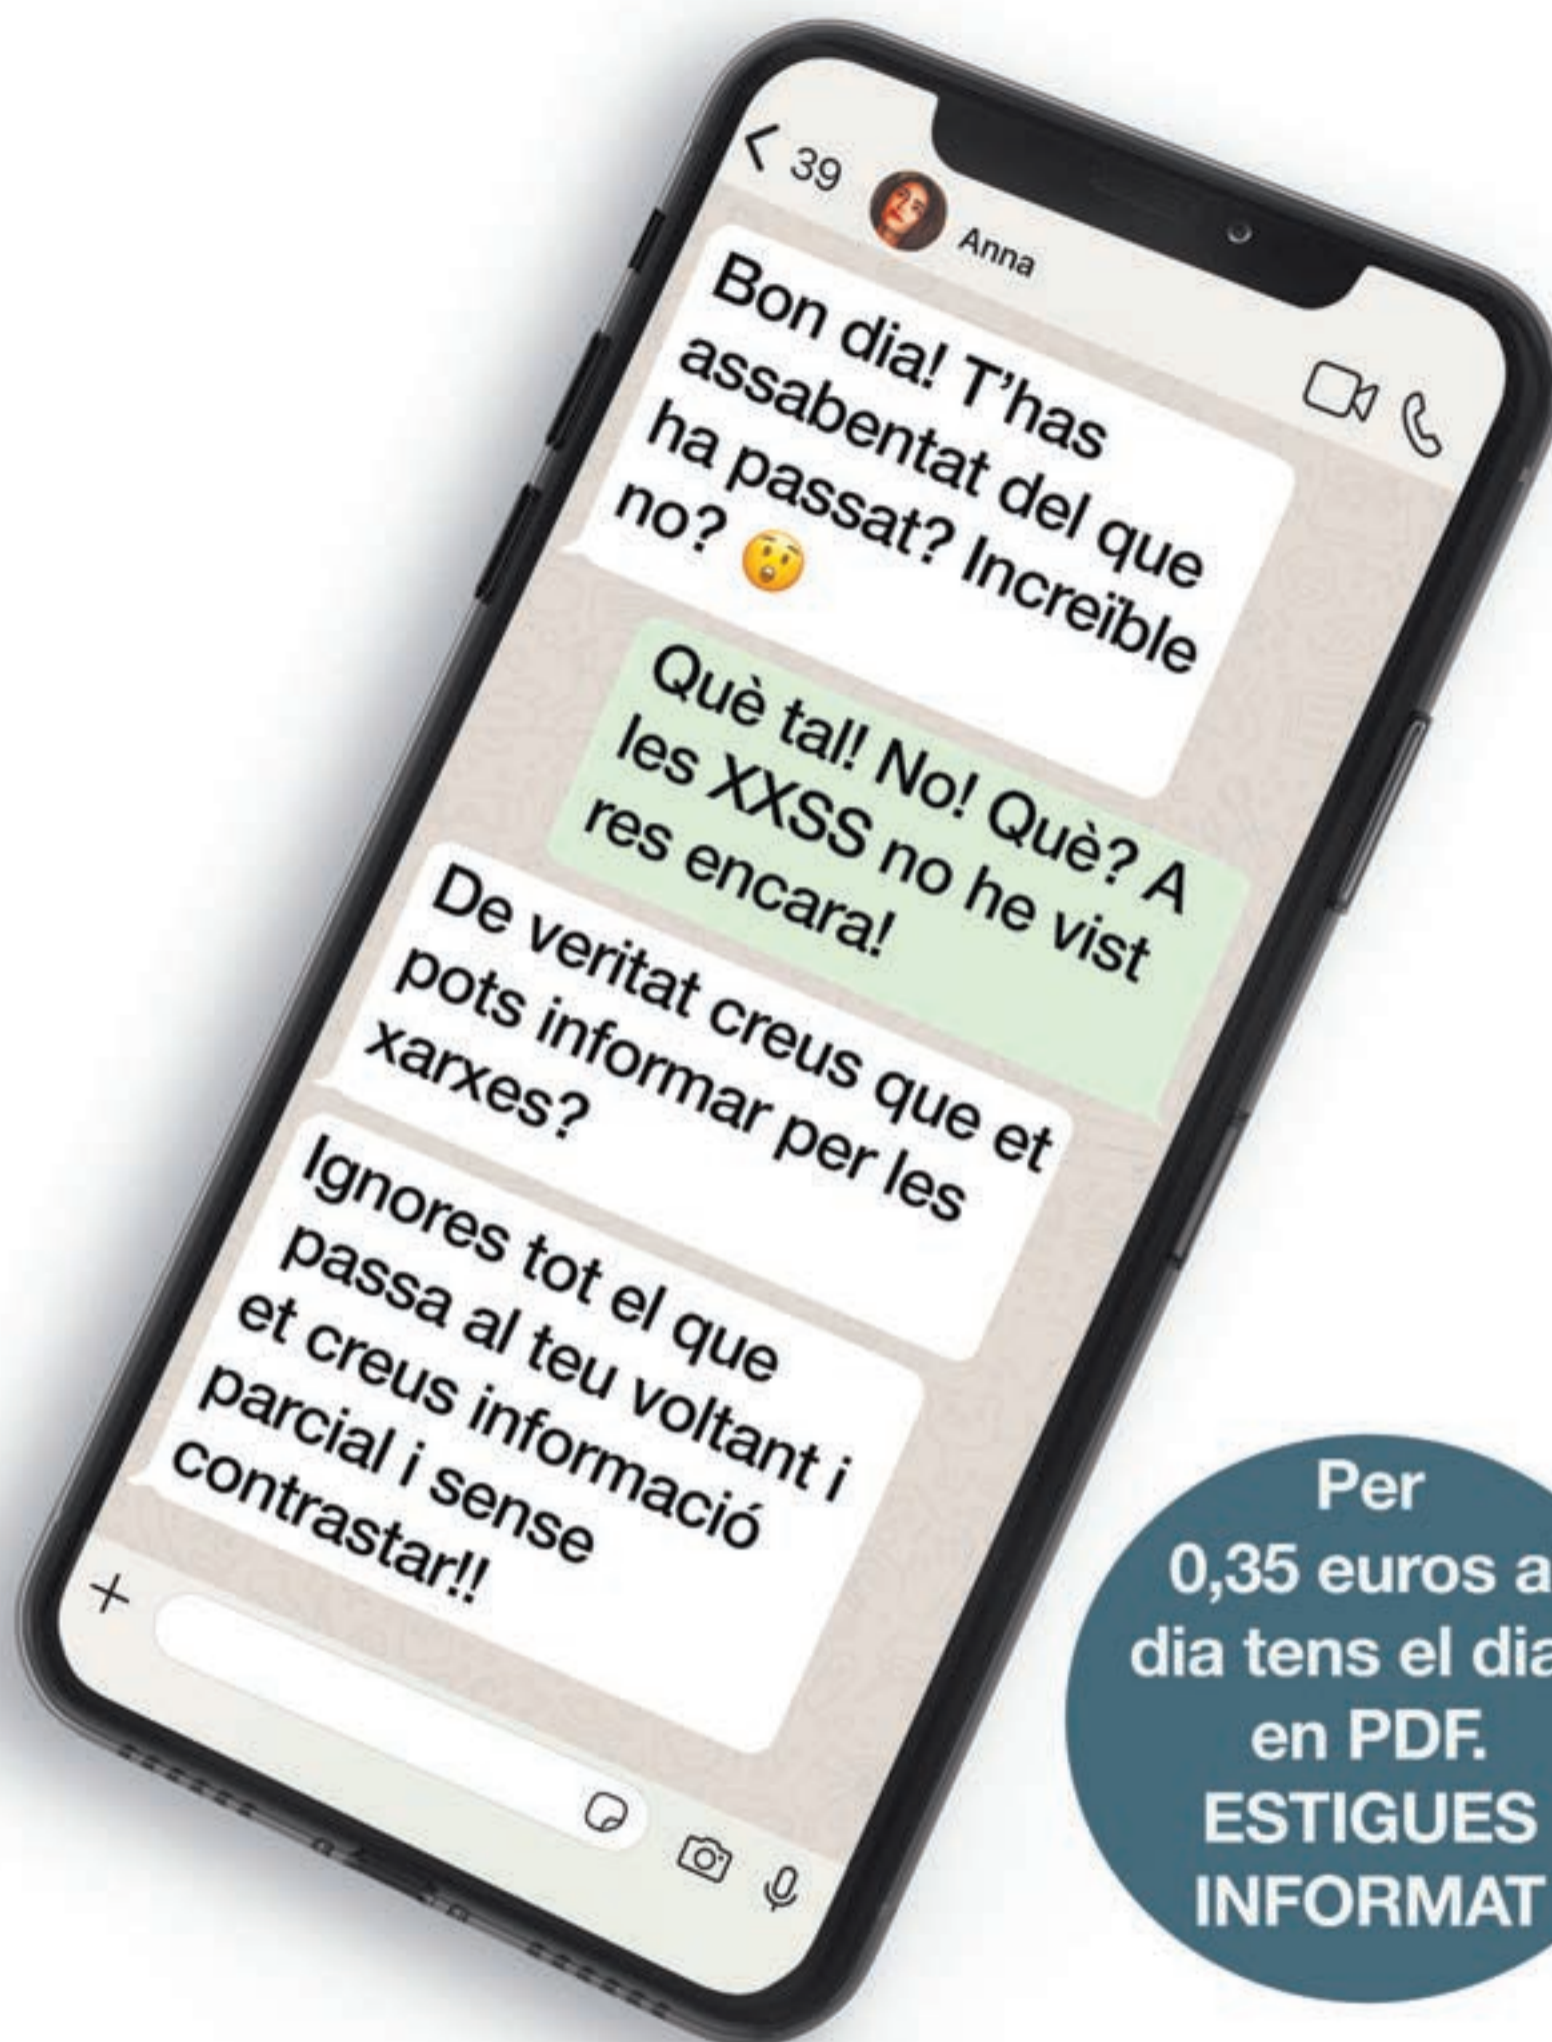 39
Anna
Bon dia! T'has
assabentat del que
ha passat? Increïble
no? 😲
Què tal! No! Què? A
les XXSS no he vist
res encara!
De veritat creus que et
pots informar per les
xarxes?
Ignores tot el que
passa al teu voltant i
et creus informació
parcial i sense
contrastar!!
Per
0,35 euros a
dia tens el
en PDF.
ESTIGUES
INFORMAT